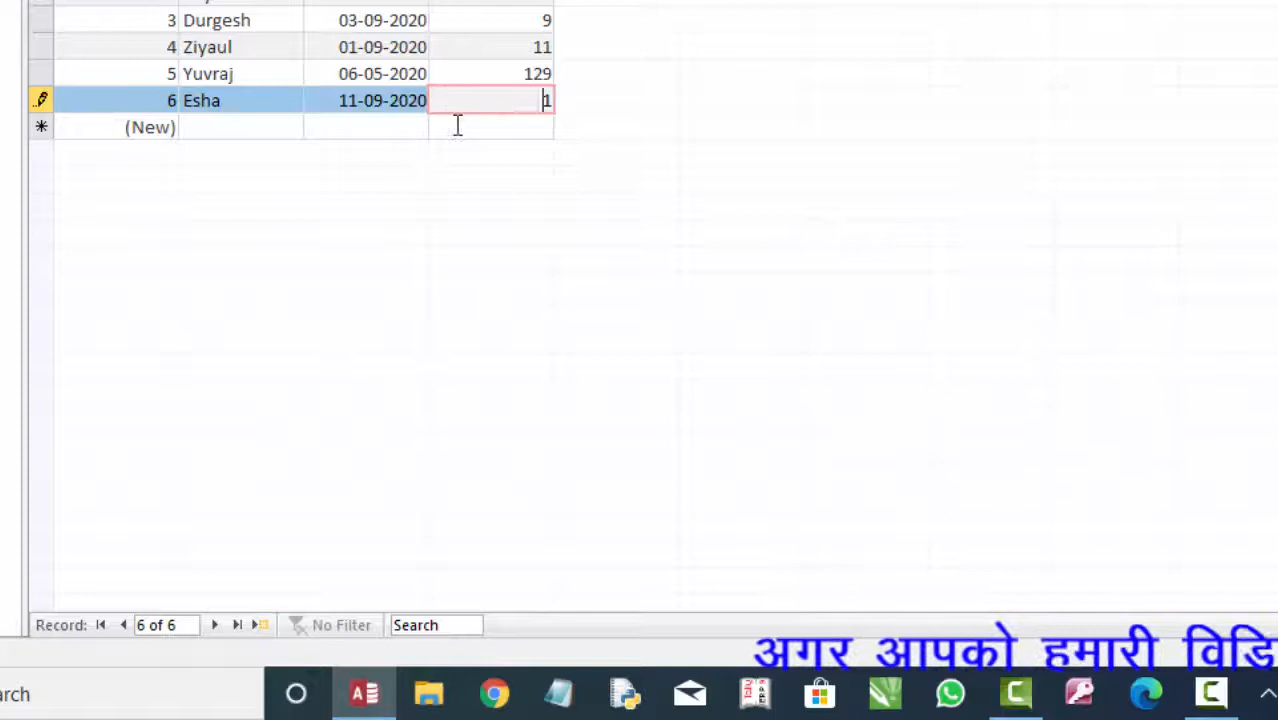 3 Durgesh 03-09-2020 9
4 Ziyaul 01-09-2020 11
5 Yuvraj 06-05-2020 129
6 Esha 11-09-2020 1
(New)
Record: 6 of 6 No Filter Search
अगर आपको हमारी विडि
arch